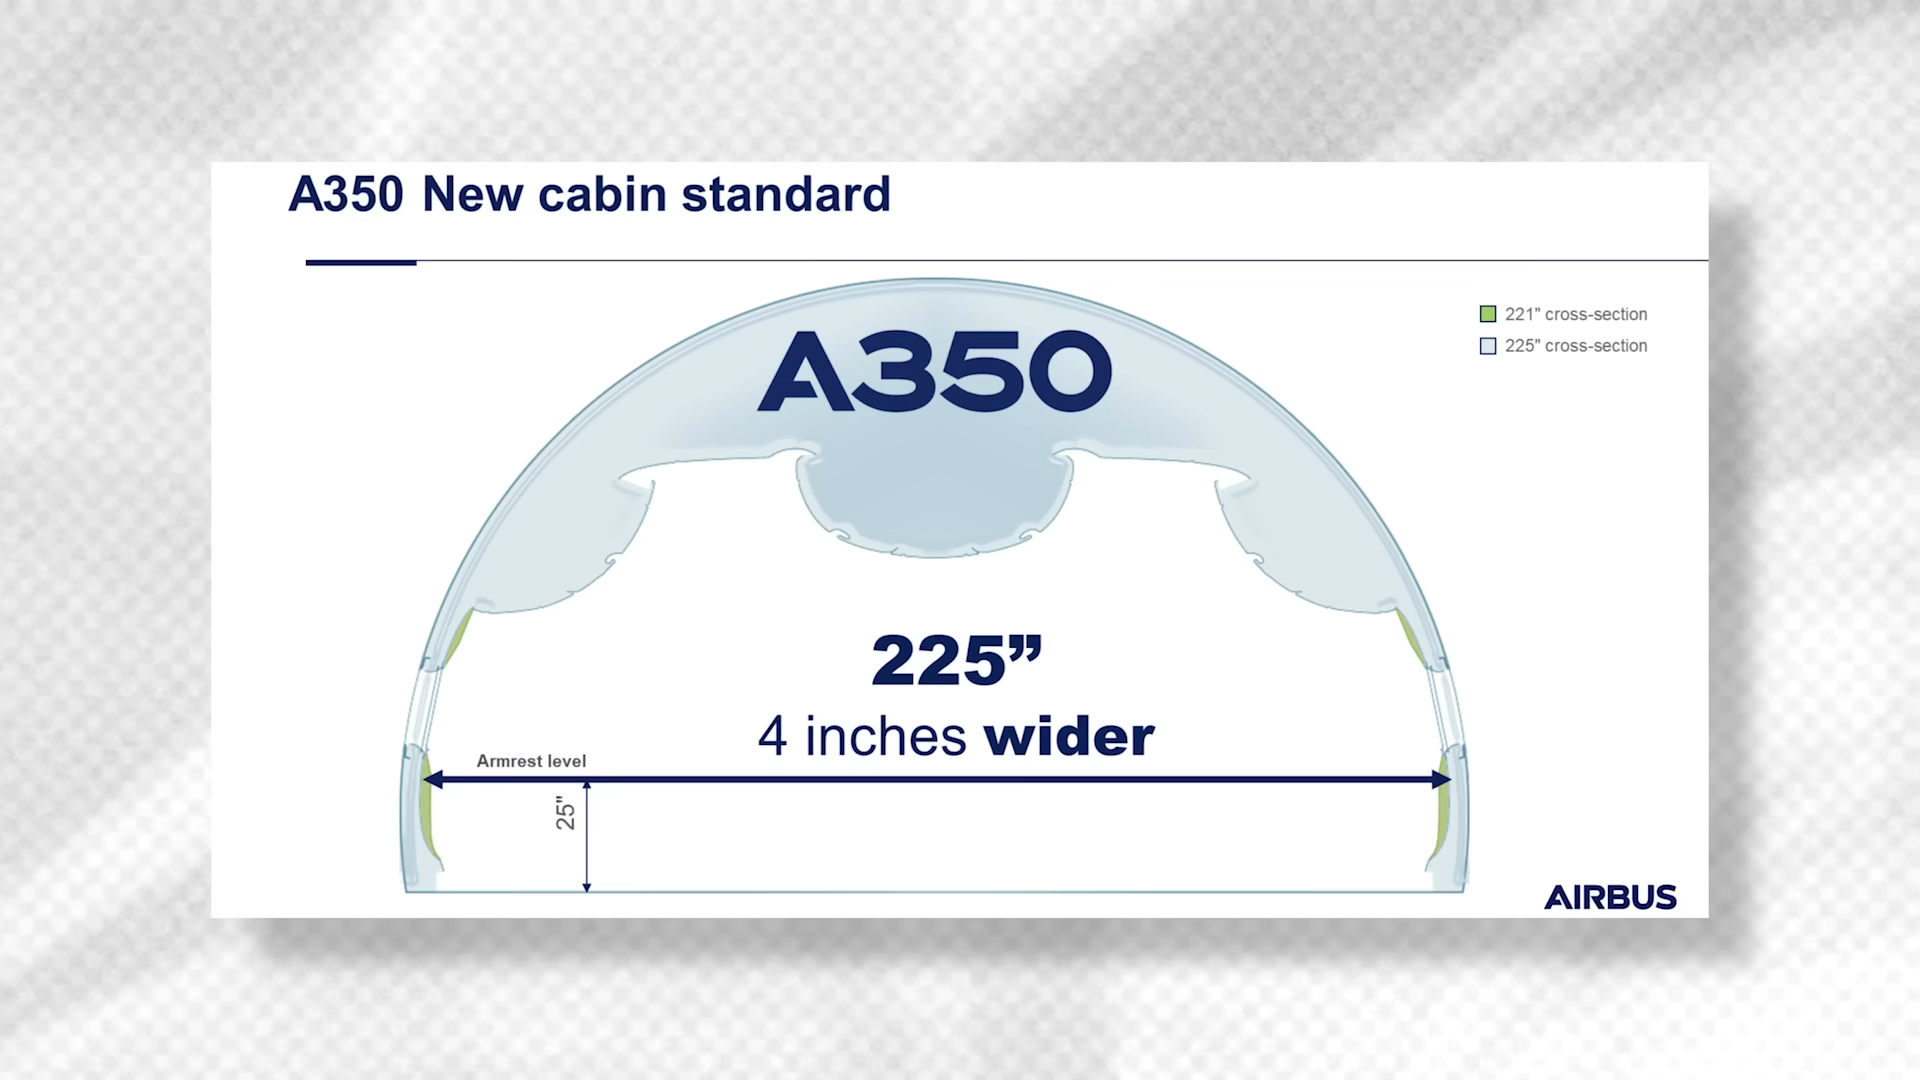 A350 New cabin standard
221" cross-section
225" cross-section
A350
225”
4 inches wider
Armrest level
25"
AIRBUS